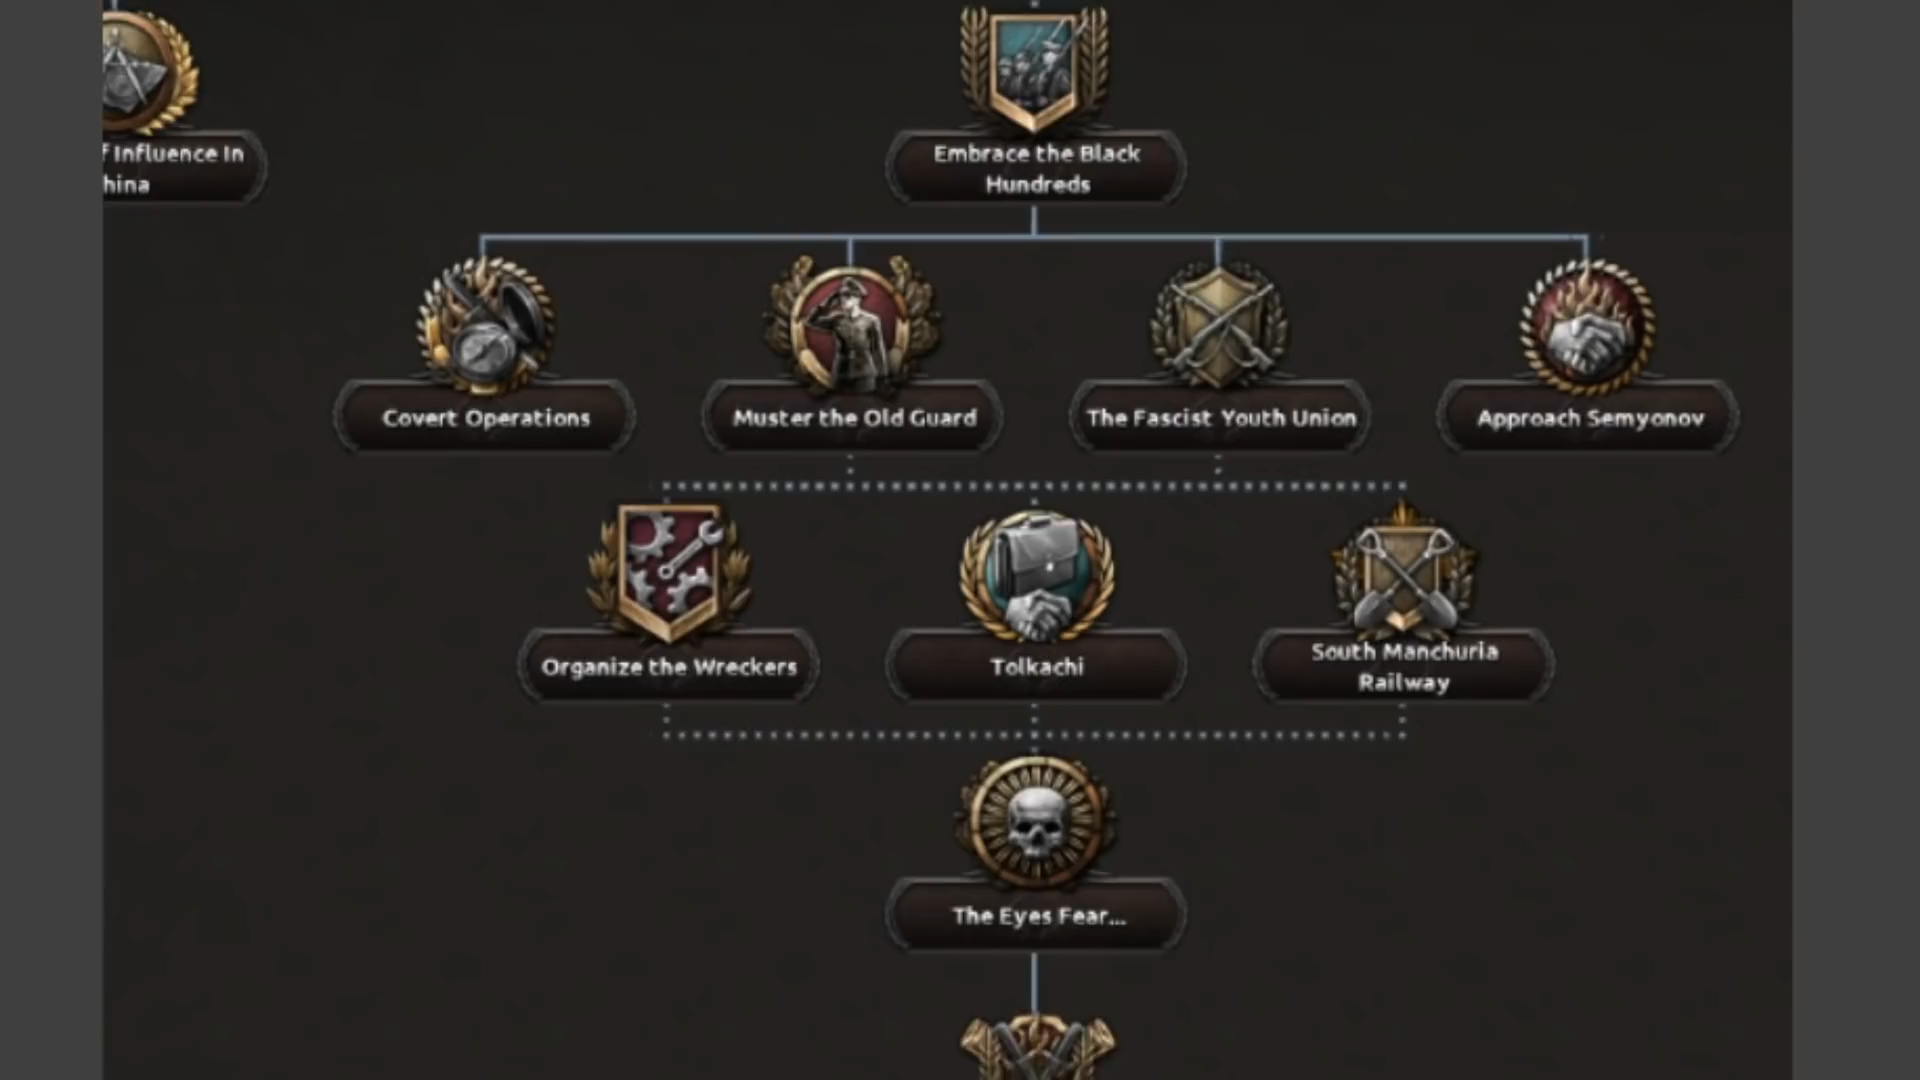 f Influence In
hina
Embrace the Black
Hundreds
Covert Operations
Muster the Old Guard
The Fascist Youth Union
Approach Semyonov
Organize the Wreckers
Tolkachi
South Manchuria
Railway
The Eyes Fear...